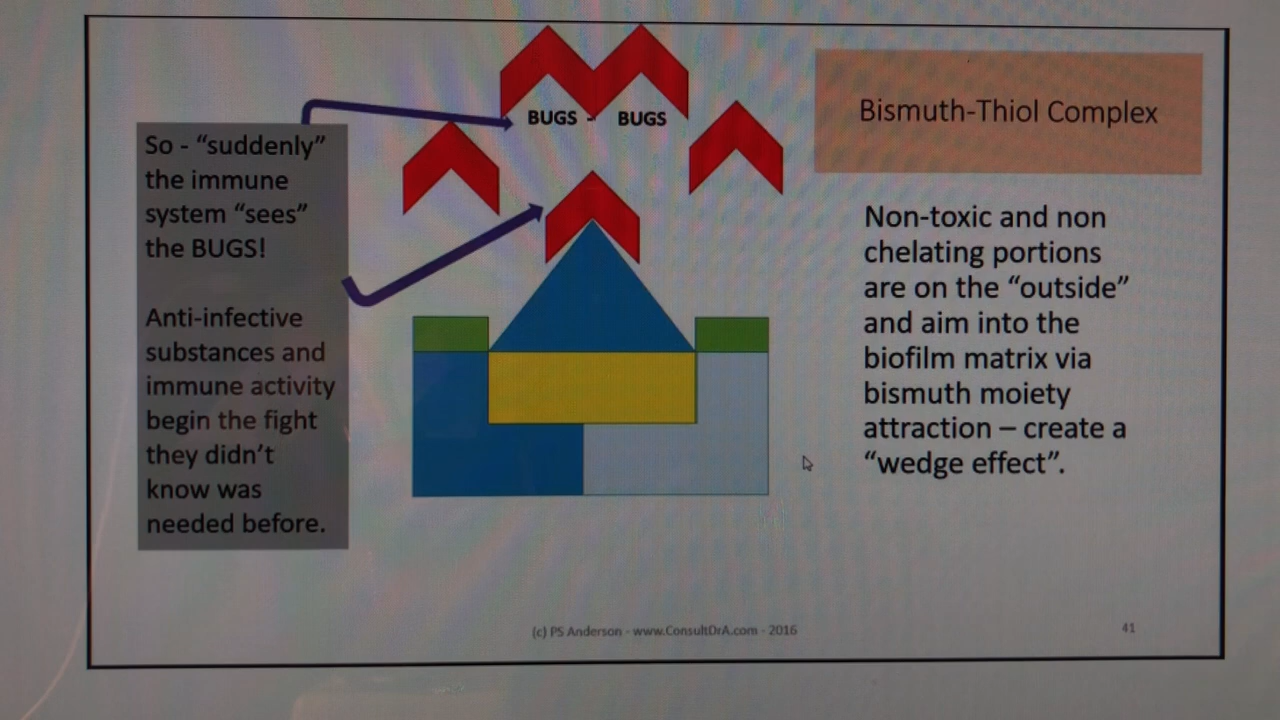 So - “suddenly”
the immune
system “sees”
the BUGS!
Anti-infective
substances and
immune activity
begin the fight
they didn’t
know was
needed before.
BUGS - BUGS
Bismuth-Thiol Complex
Non-toxic and non
chelating portions
are on the “outside”
and aim into the
biofilm matrix via
bismuth moiety
attraction – create a
“wedge effect”.
(c) PS Anderson - www.ConsultDrA.com - 2016
41